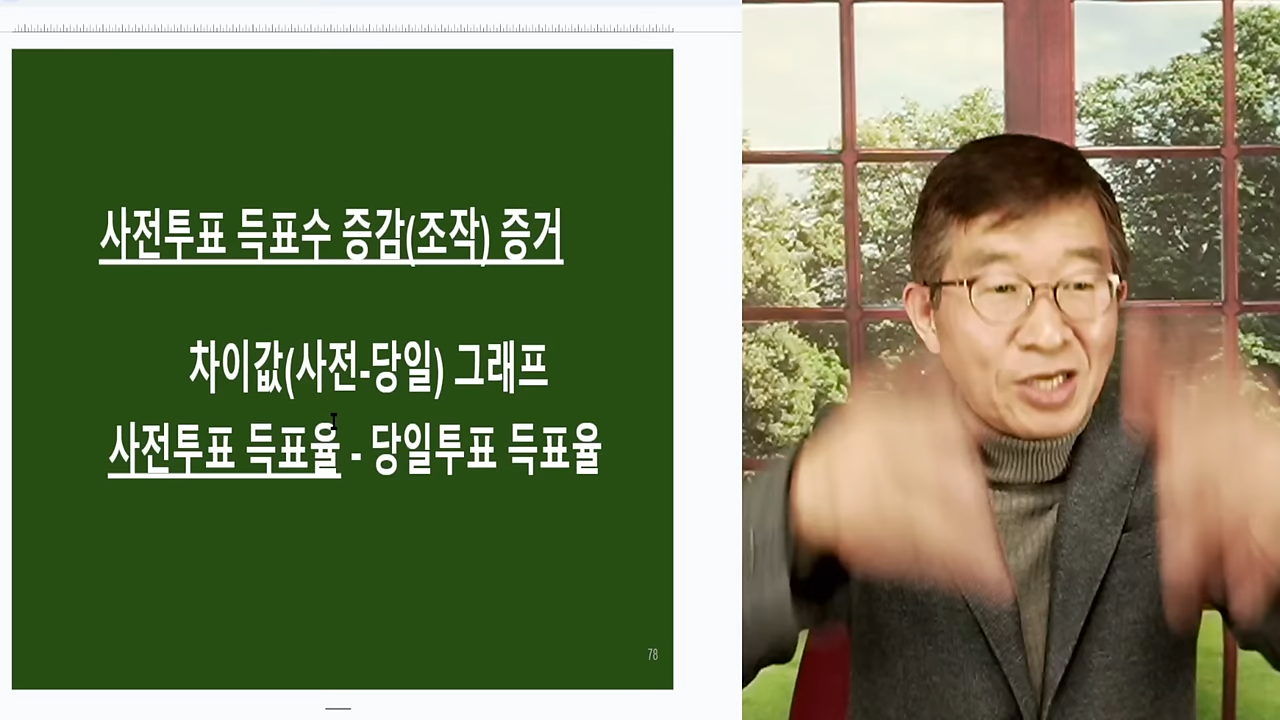 사전투표 득표수 증감(조작) 증거
차이값(사전-당일) 그래프
사전투표 득표율 - 당일투표 득표율
78